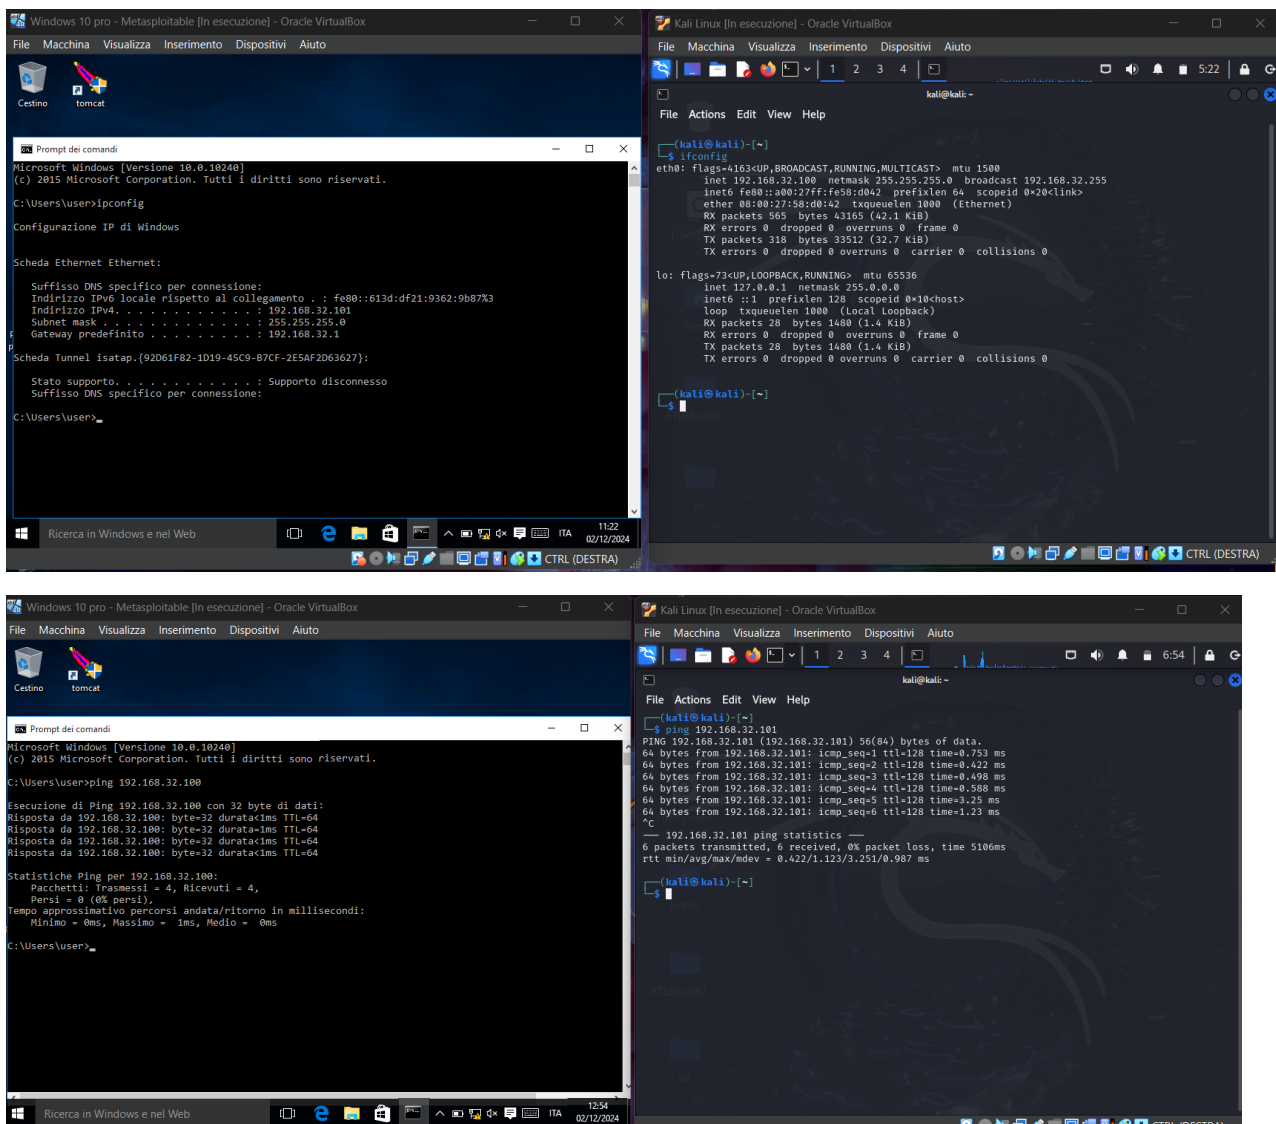 Windows 10 pro - Metasploitable [In esecuzione] - Oracle VirtualBox
File Macchina Visualizza Inserimento Dispositivi Aiuto
Cestino tomcat
Prompt dei comandi
Microsoft Windows [Versione 10.0.10240]
(c) 2015 Microsoft Corporation. Tutti i diritti sono riservati.
C:\Users\user>ipconfig
Configurazione IP di Windows
Scheda Ethernet Ethernet:
Suffisso DNS specifico per connessione:
Indirizzo IPv6 locale rispetto al collegamento . : fe80::613d:df21:9362:9b87%3
Indirizzo IPv4. . . . . . . . . . . . : 192.168.32.101
Subnet mask . . . . . . . . . . . . . : 255.255.255.0
Gateway predefinito . . . . . . . . . : 192.168.32.1
Scheda Tunnel isatap.{92D61F82-1D19-45C9-B7CF-2E5AF2D63627}:
Stato supporto. . . . . . . . . . . . : Supporto disconnesso
Suffisso DNS specifico per connessione:
C:\Users\user>_
Ricerca in Windows e nel Web
ITA
11:22
02/12/2024
CTRL (DESTRA)
Kali Linux [In esecuzione] - Oracle VirtualBox
File Macchina Visualizza Inserimento Dispositivi Aiuto
1 2 3 4 5:22
kali@kali: ~
File Actions Edit View Help
(kali㉿kali)-[~]
$ ifconfig
eth0: flags=4163<UP,BROADCAST,RUNNING,MULTICAST> mtu 1500
inet 192.168.32.100 netmask 255.255.255.0 broadcast 192.168.32.255
inet6 fe80::a00:27ff:fe58:d042 prefixlen 64 scopeid 0×20<link>
ether 08:00:27:58:d0:42 txqueuelen 1000 (Ethernet)
RX packets 565 bytes 43165 (42.1 KiB)
RX errors 0 dropped 0 overruns 0 frame 0
TX packets 318 bytes 33512 (32.7 KiB)
TX errors 0 dropped 0 overruns 0 carrier 0 collisions 0
lo: flags=73<UP,LOOPBACK,RUNNING> mtu 65536
inet 127.0.0.1 netmask 255.0.0.0
inet6 ::1 prefixlen 128 scopeid 0×10<host>
loop txqueuelen 1000 (Local Loopback)
RX packets 28 bytes 1480 (1.4 KiB)
RX errors 0 dropped 0 overruns 0 frame 0
TX packets 28 bytes 1480 (1.4 KiB)
TX errors 0 dropped 0 overruns 0 carrier 0 collisions 0
(kali㉿kali)-[~]
$
CTRL (DESTRA)
Windows 10 pro - Metasploitable [In esecuzione] - Oracle VirtualBox
File Macchina Visualizza Inserimento Dispositivi Aiuto
Cestino tomcat
Prompt dei comandi
Microsoft Windows [Versione 10.0.10240]
(c) 2015 Microsoft Corporation. Tutti i diritti sono riservati.
C:\Users\user>ping 192.168.32.100
Esecuzione di Ping 192.168.32.100 con 32 byte di dati:
Risposta da 192.168.32.100: byte=32 durata<1ms TTL=64
Risposta da 192.168.32.100: byte=32 durata<1ms TTL=64
Risposta da 192.168.32.100: byte=32 durata<1ms TTL=64
Risposta da 192.168.32.100: byte=32 durata<1ms TTL=64
Statistiche Ping per 192.168.32.100:
Pacchetti: Trasmessi = 4, Ricevuti = 4,
Persi = 0 (0% persi),
Tempo approssimativo percorsi andata/ritorno in millisecondi:
Minimo = 0ms, Massimo = 1ms, Medio = 0ms
C:\Users\user>_
Ricerca in Windows e nel Web
ITA
12:54
02/12/2024
Kali Linux [In esecuzione] - Oracle VirtualBox
File Macchina Visualizza Inserimento Dispositivi Aiuto
1 2 3 4 6:54
kali@kali: ~
File Actions Edit View Help
(kali㉿kali)-[~]
$ ping 192.168.32.101
PING 192.168.32.101 (192.168.32.101) 56(84) bytes of data.
64 bytes from 192.168.32.101: icmp_seq=1 ttl=128 time=0.753 ms
64 bytes from 192.168.32.101: icmp_seq=2 ttl=128 time=0.422 ms
64 bytes from 192.168.32.101: icmp_seq=3 ttl=128 time=0.498 ms
64 bytes from 192.168.32.101: icmp_seq=4 ttl=128 time=0.588 ms
64 bytes from 192.168.32.101: icmp_seq=5 ttl=128 time=3.25 ms
64 bytes from 192.168.32.101: icmp_seq=6 ttl=128 time=1.23 ms
^C
— 192.168.32.101 ping statistics —
6 packets transmitted, 6 received, 0% packet loss, time 5106ms
rtt min/avg/max/mdev = 0.422/1.123/3.251/0.987 ms
(kali㉿kali)-[~]
$